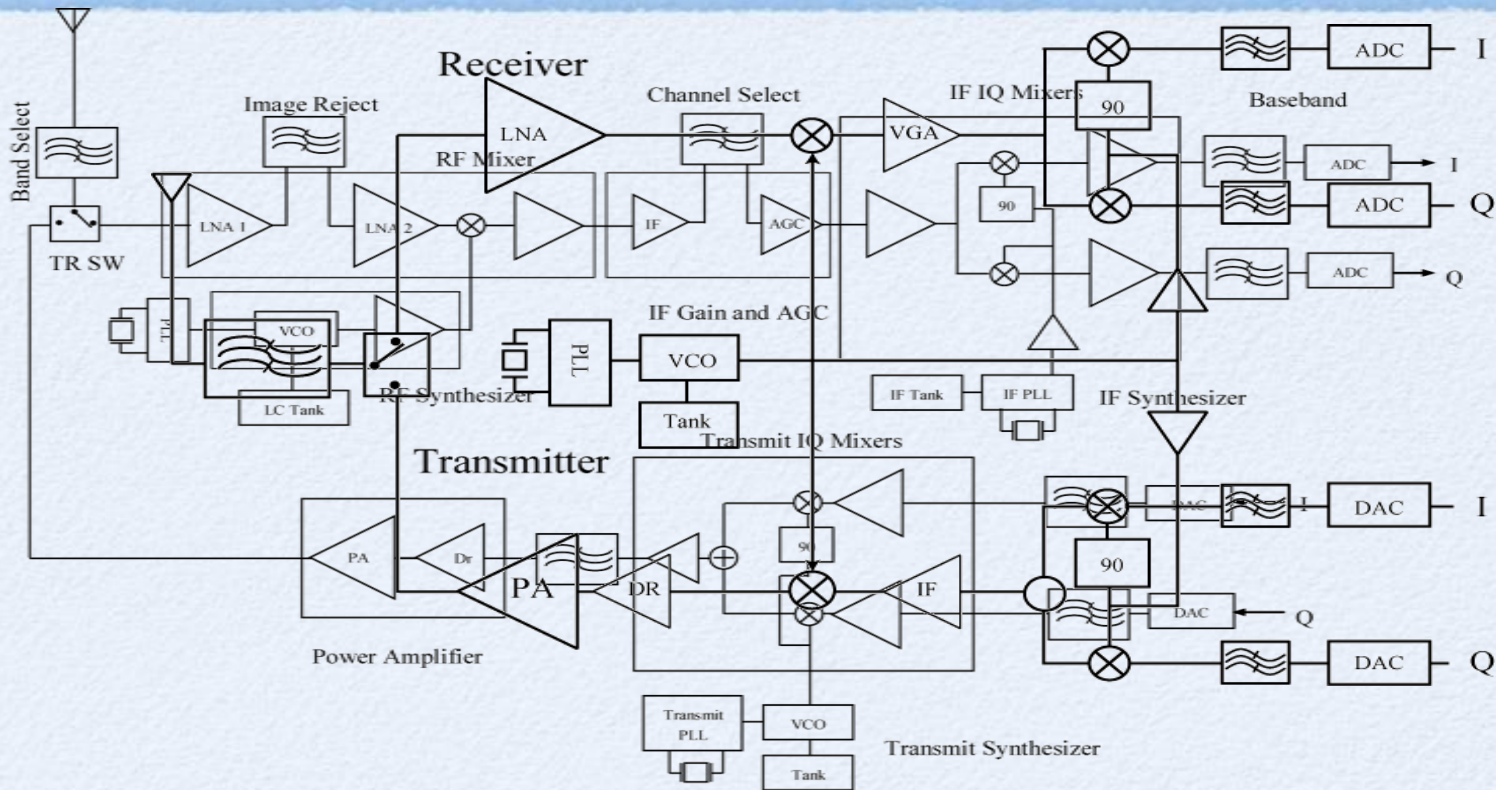 Receiver
I
ADC
Image Reject
Channel Select
IF IQ Mixers
90
Baseband
LNA
VGA
Band Select
RF Mixer
ADC
I
90
ADC
Q
LNA 1
LNA 2
IF
AGC
TR SW
ADC
Q
PLL
VCO
IF Gain and AGC
PLL
VCO
LC Tank
RF Synthesizer
IF Tank
IF PLL
IF Synthesizer
Tank
Transmit IQ Mixers
Transmitter
DAC
I
DAC
I
90
PA
Dr
90
PA
DR
IF
DAC
Q
Power Amplifier
DAC
Q
Transmit
PLL
VCO
Transmit Synthesizer
Tank